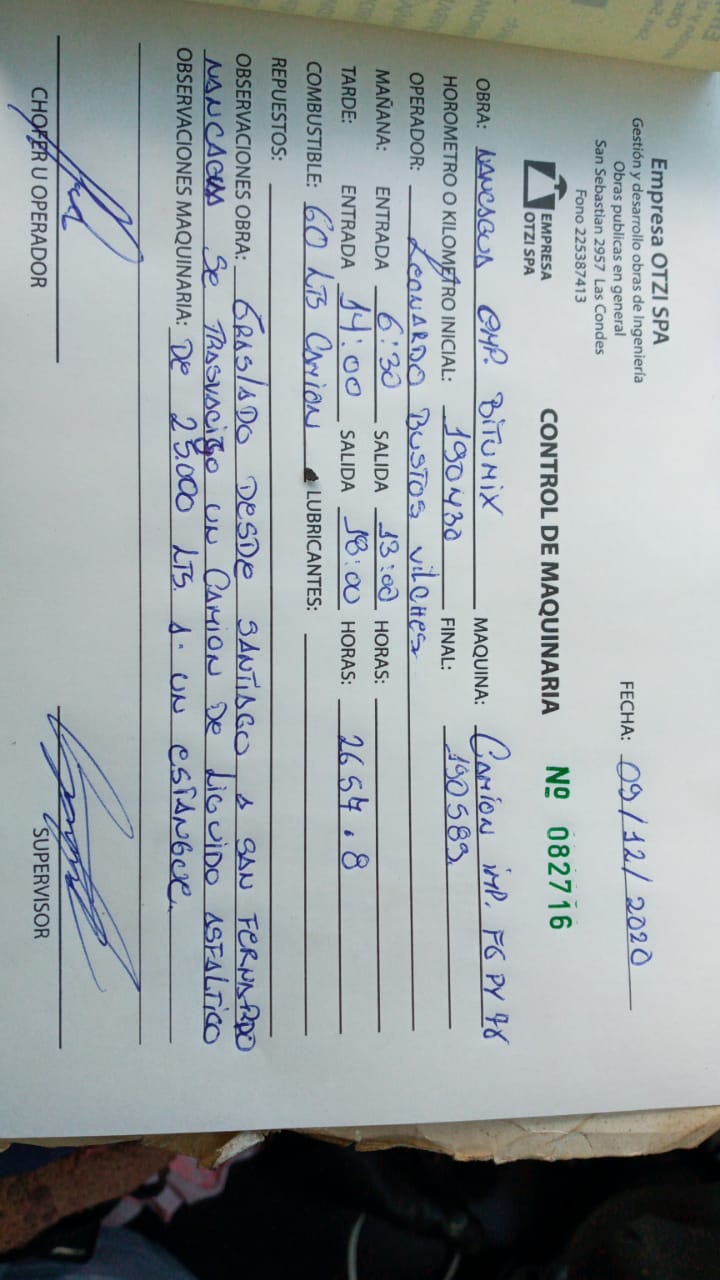 Empresa OTZI SPA
Gestión y desarrollo obras de Ingeniería
Obras publicas en general
San Sebastian 2957 Las Condes
Fono 225387413
FECHA: 09/12/2020
EMPRESA OTZI SPA
CONTROL DE MAQUINARIA Nº 082716
OBRA: NANCAGUA EMP. BITUMIX MAQUINA: CAMION IMP. FG PY 78
HOROMETRO O KILOMETRO INICIAL: 190430 FINAL: 190589
OPERADOR: LEONARDO BUSTOS VILCHES
MAÑANA: ENTRADA 6:30 SALIDA 13:00 HORAS:
TARDE: ENTRADA 14:00 SALIDA 18:00 HORAS: 2657.8
COMBUSTIBLE: 60 LTS CAMION LUBRICANTES:
REPUESTOS:
OBSERVACIONES OBRA: TRASLADO DESDE SANTIAGO A SAN FERNARDO
NANCAGUA SE TRASVACIJO UN CAMION DE LIQUIDO ASFALTICO
OBSERVACIONES MAQUINARIA: DE 25.000 LTS. A UN ESTANQUE.
CHOFER U OPERADOR SUPERVISOR